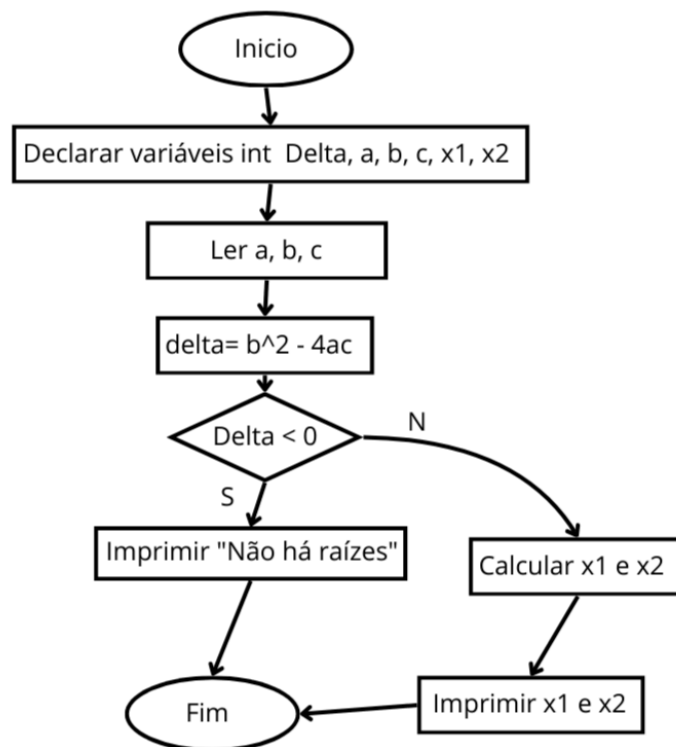 Inicio
Declarar variáveis int Delta, a, b, c, x1, x2
Ler a, b, c
delta= b^2 - 4ac
Delta < 0
N
S
Imprimir "Não há raízes"
Calcular x1 e x2
Imprimir x1 e x2
Fim